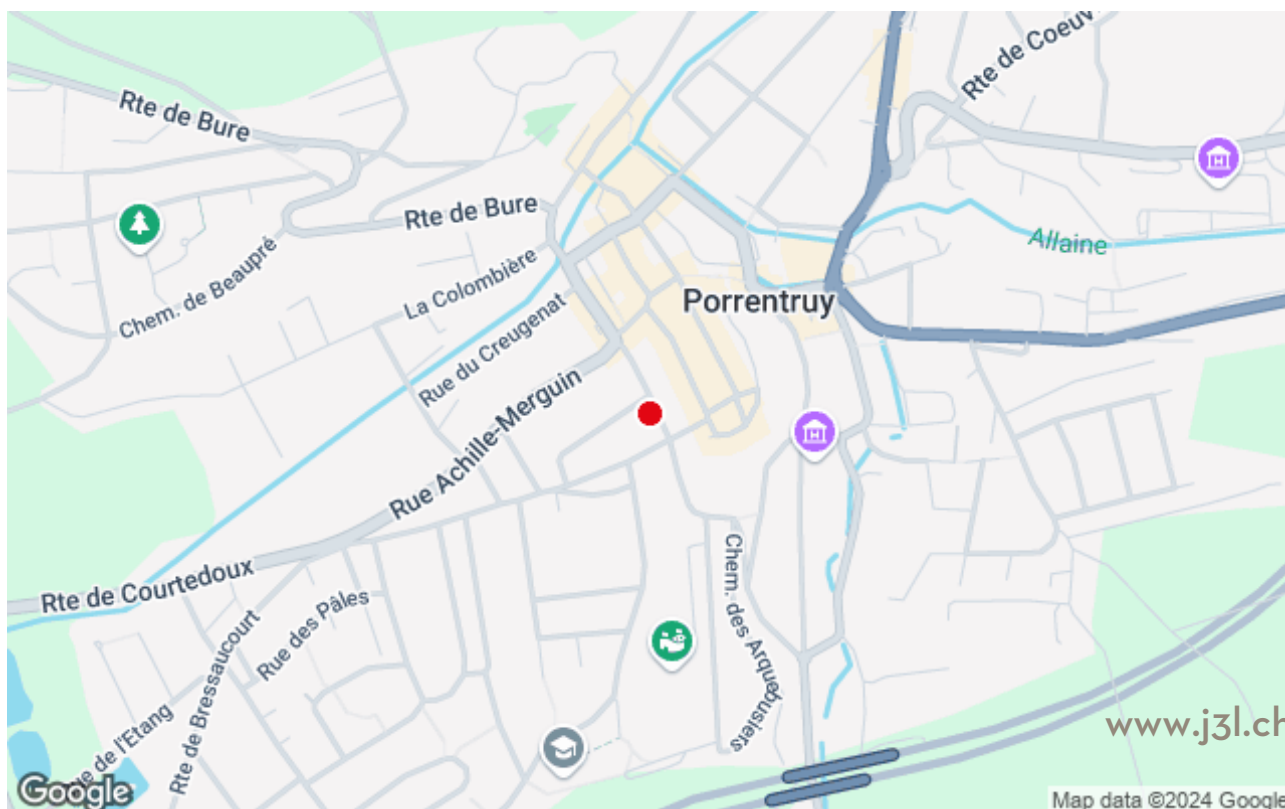 Rte de Bure
Rte de Coeuv
Rte de Bure
Allaine
Chem. de Beaupré
La Colombière
Porrentruy
Rue du Creugenat
Rue Achille-Merguin
Rte de Courtedoux
Rue des Pâles
Chem. des Arquebusiers
Rte de Bressaucourt
ue de l'Etang
www.j3l.ch
Google
Map data ©2024 Google